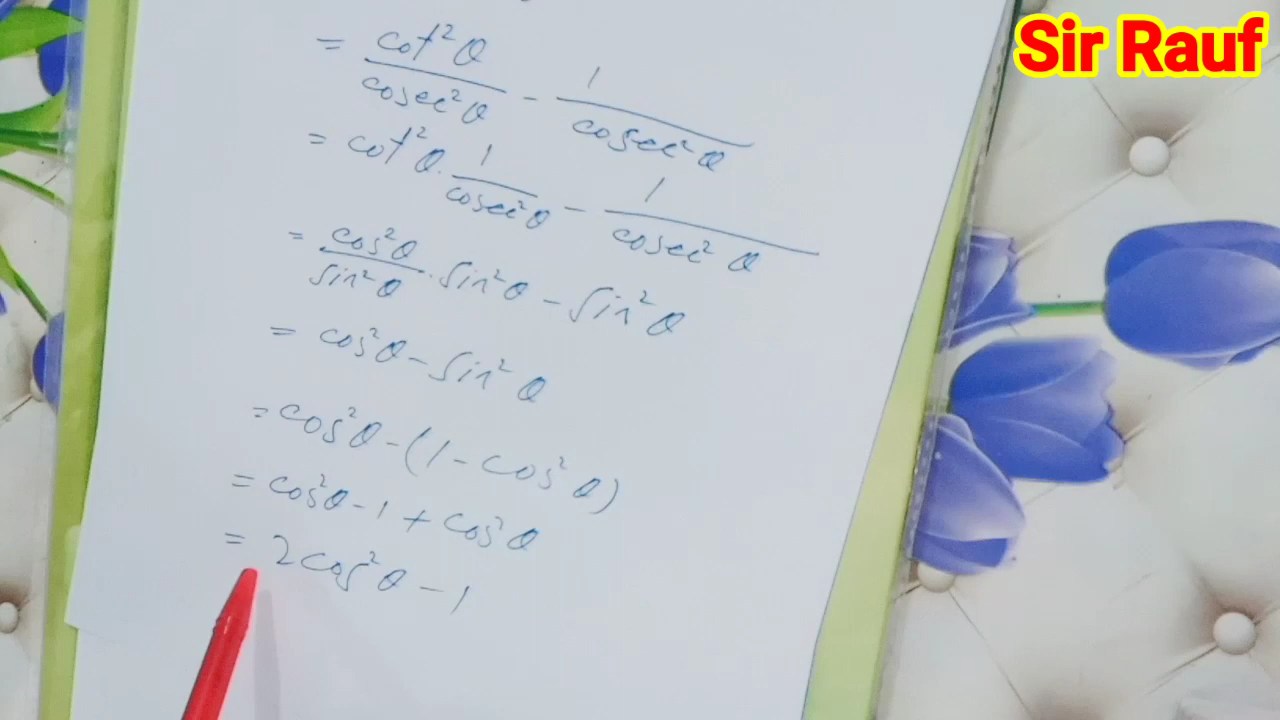 Sir Rauf
= cot²θ/cosec²θ - 1/cosec²θ
= cot²θ · 1/cosec²θ - 1/cosec²θ
= cos²θ/sin²θ · sin²θ - sin²θ
= cos²θ - sin²θ
= cos²θ - (1 - cos²θ)
= cos²θ - 1 + cos²θ
= 2cos²θ - 1